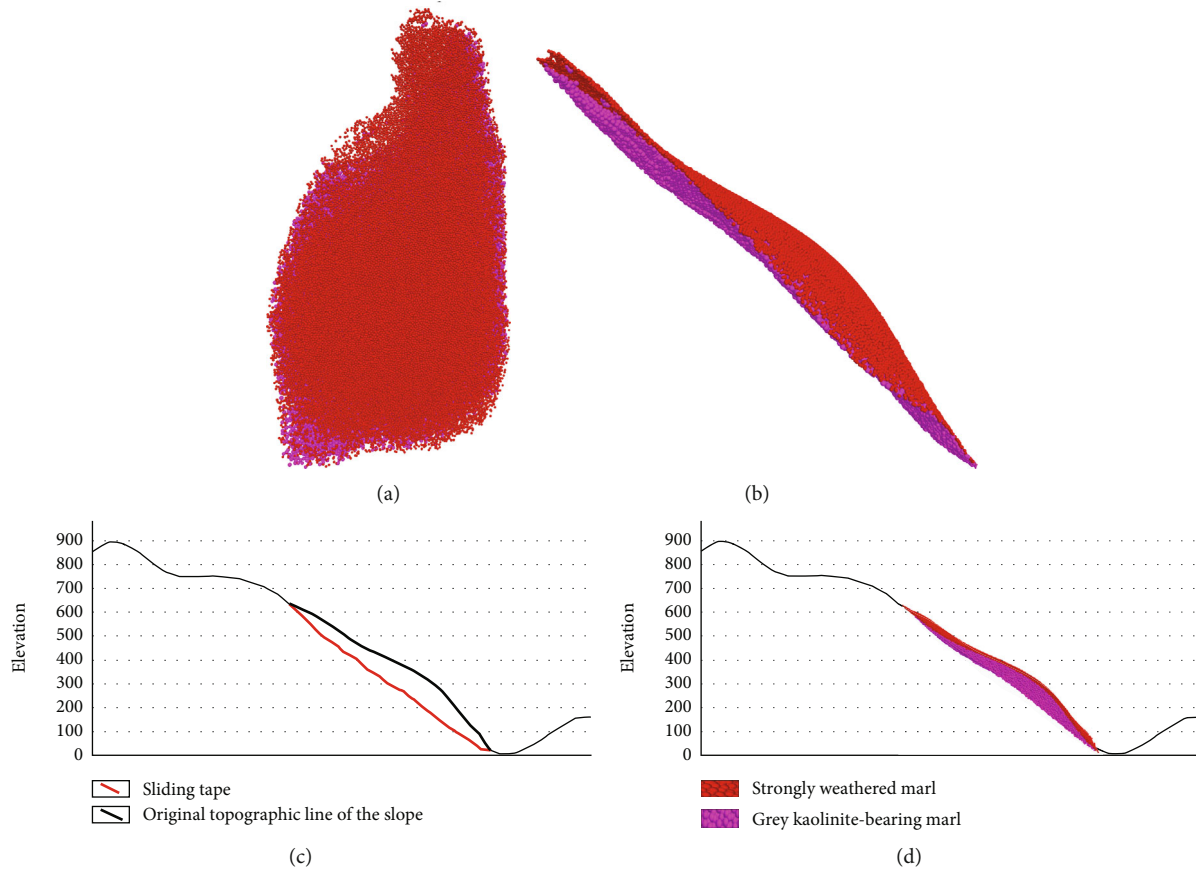 (a)
(b)
900
800
700
600
500
400
300
200
100
0
Elevation
Sliding tape
Original topographic line of the slope
(c)
900
800
700
600
500
400
300
200
100
0
Elevation
Strongly weathered marl
Grey kaolinite-bearing marl
(d)